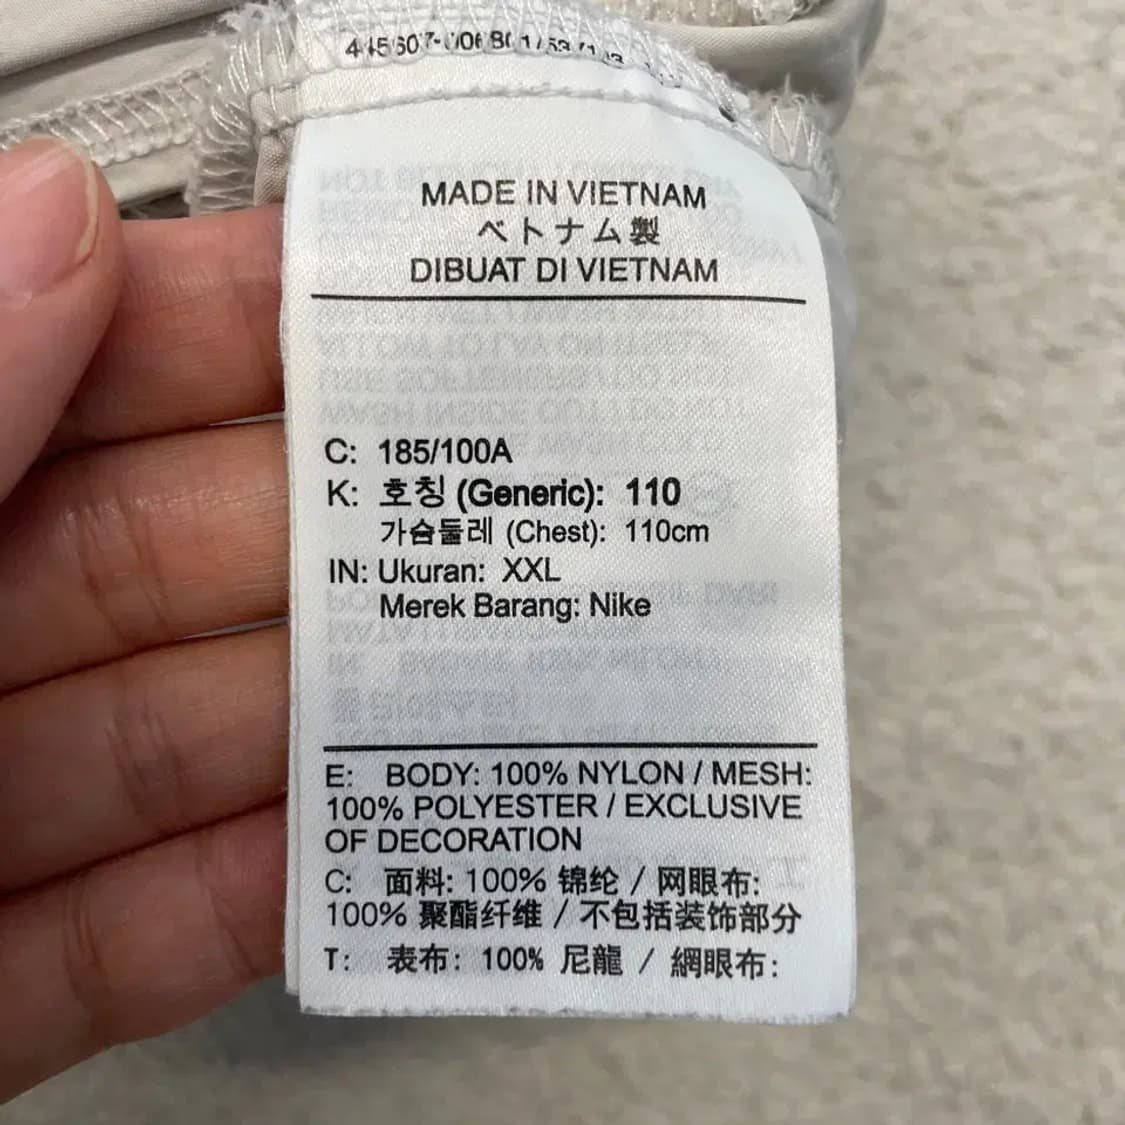 MADE IN VIETNAM
ベトナム製
DIBUAT DI VIETNAM
C: 185/100A
K: 호칭 (Generic): 110
가슴둘레 (Chest): 110cm
IN: Ukuran: XXL
Merek Barang: Nike
E: BODY: 100% NYLON / MESH:
100% POLYESTER / EXCLUSIVE
OF DECORATION
C: 面料: 100% 锦纶 / 网眼布:
100% 聚酯纤维 / 不包括装饰部分
T: 表布: 100% 尼龍 / 網眼布: